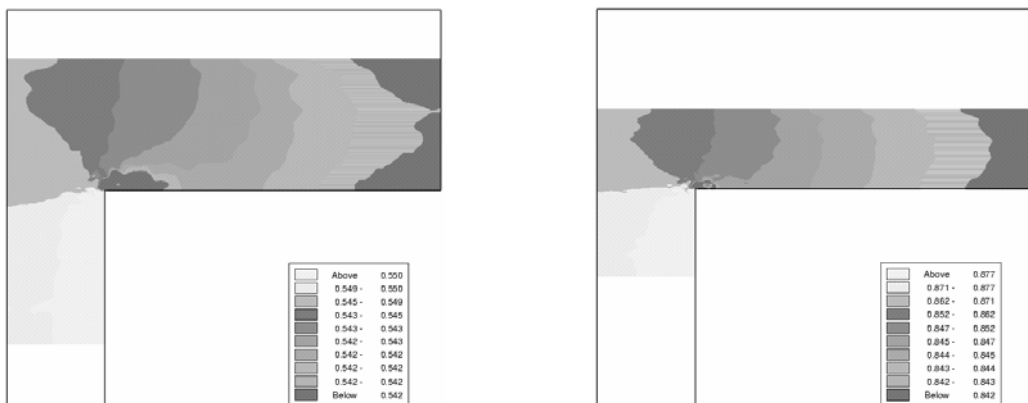 Above 0.550
0.549 - 0.550
0.545 - 0.549
0.543 - 0.545
0.543 - 0.543
0.542 - 0.543
0.542 - 0.542
0.542 - 0.542
0.542 - 0.542
Below 0.542
Above 0.877
0.871 - 0.877
0.862 - 0.871
0.852 - 0.862
0.847 - 0.852
0.845 - 0.847
0.844 - 0.845
0.843 - 0.844
0.842 - 0.843
Below 0.842